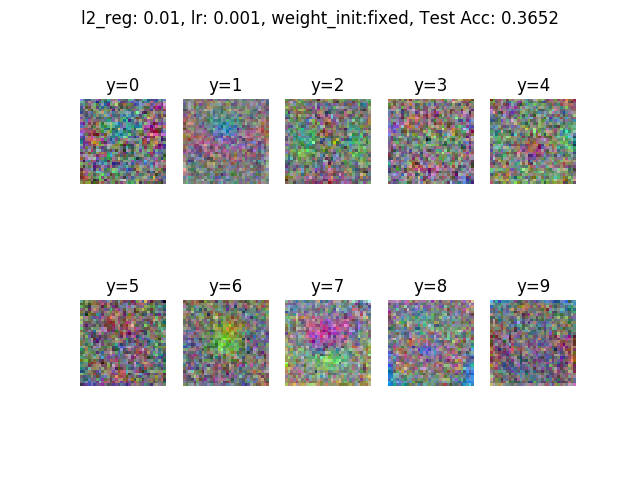 l2_reg: 0.01, lr: 0.001, weight_init:fixed, Test Acc: 0.3652
y=0 y=1 y=2 y=3 y=4
y=5 y=6 y=7 y=8 y=9